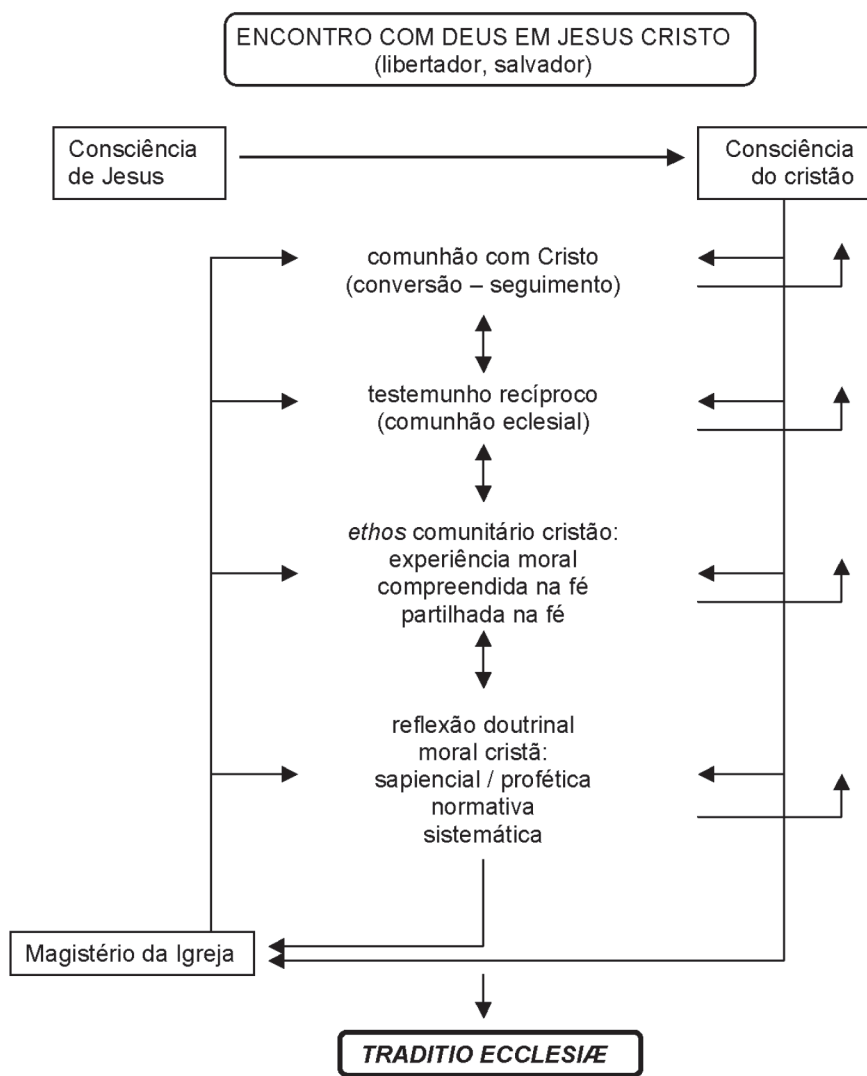 ENCONTRO COM DEUS EM JESUS CRISTO
(libertador, salvador)
Consciência
de Jesus
Consciência
do cristão
comunhão com Cristo
(conversão – seguimento)
testemunho recíproco
(comunhão eclesial)
ethos comunitário cristão:
experiência moral
compreendida na fé
partilhada na fé
reflexão doutrinal
moral cristã:
sapiencial / profética
normativa
sistemática
Magistério da Igreja
TRADITIO ECCLESIÆ